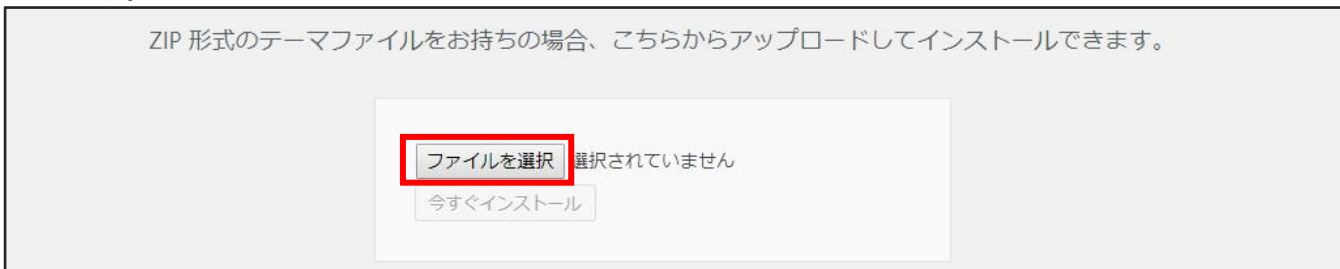 ZIP 形式のテーマファイルをお持ちの場合、こちらからアップロードしてインストールできます。
ファイルを選択 選択されていません
今すぐインストール